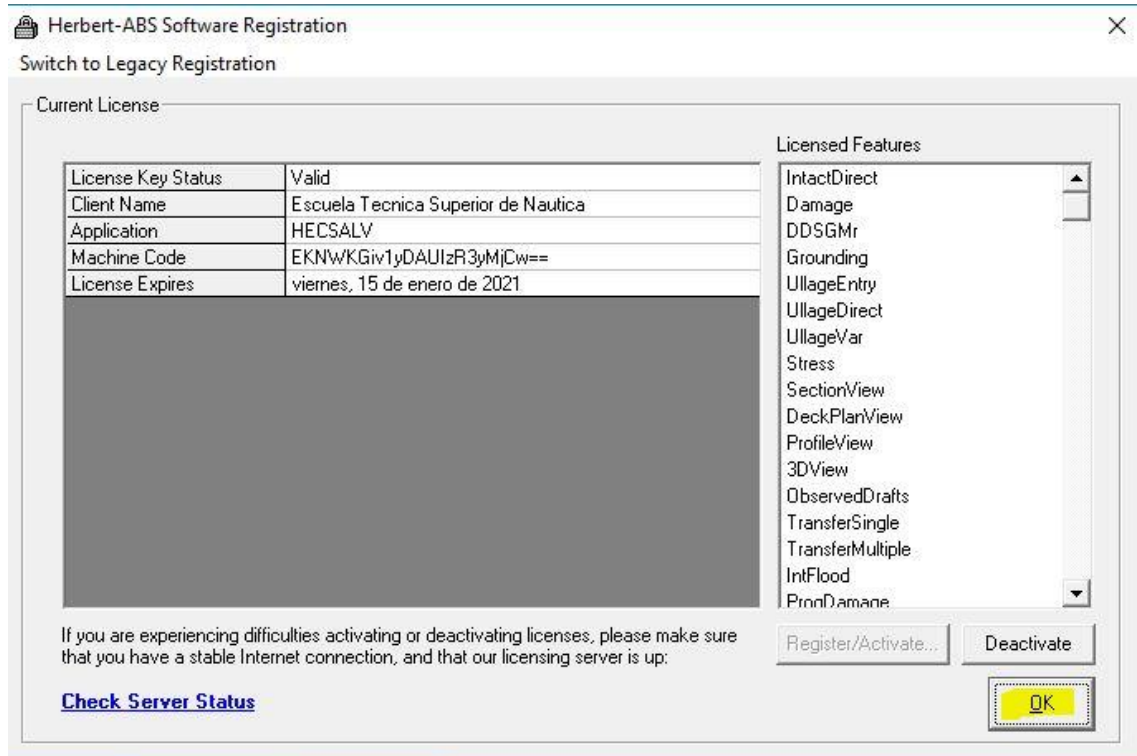 Herbert-ABS Software Registration
Switch to Legacy Registration
Current License
License Key Status Valid
Client Name Escuela Tecnica Superior de Nautica
Application HECSALV
Machine Code EKNWKGiv1yDAUIzR3yMjCw==
License Expires viernes, 15 de enero de 2021
Licensed Features
IntactDirect
Damage
DDSGMr
Grounding
UllageEntry
UllageDirect
UllageVar
Stress
SectionView
DeckPlanView
ProfileView
3DView
ObservedDrafts
TransferSingle
TransferMultiple
IntFlood
ProgDamage
If you are experiencing difficulties activating or deactivating licenses, please make sure
that you have a stable Internet connection, and that our licensing server is up:
Check Server Status
Register/Activate... Deactivate
OK